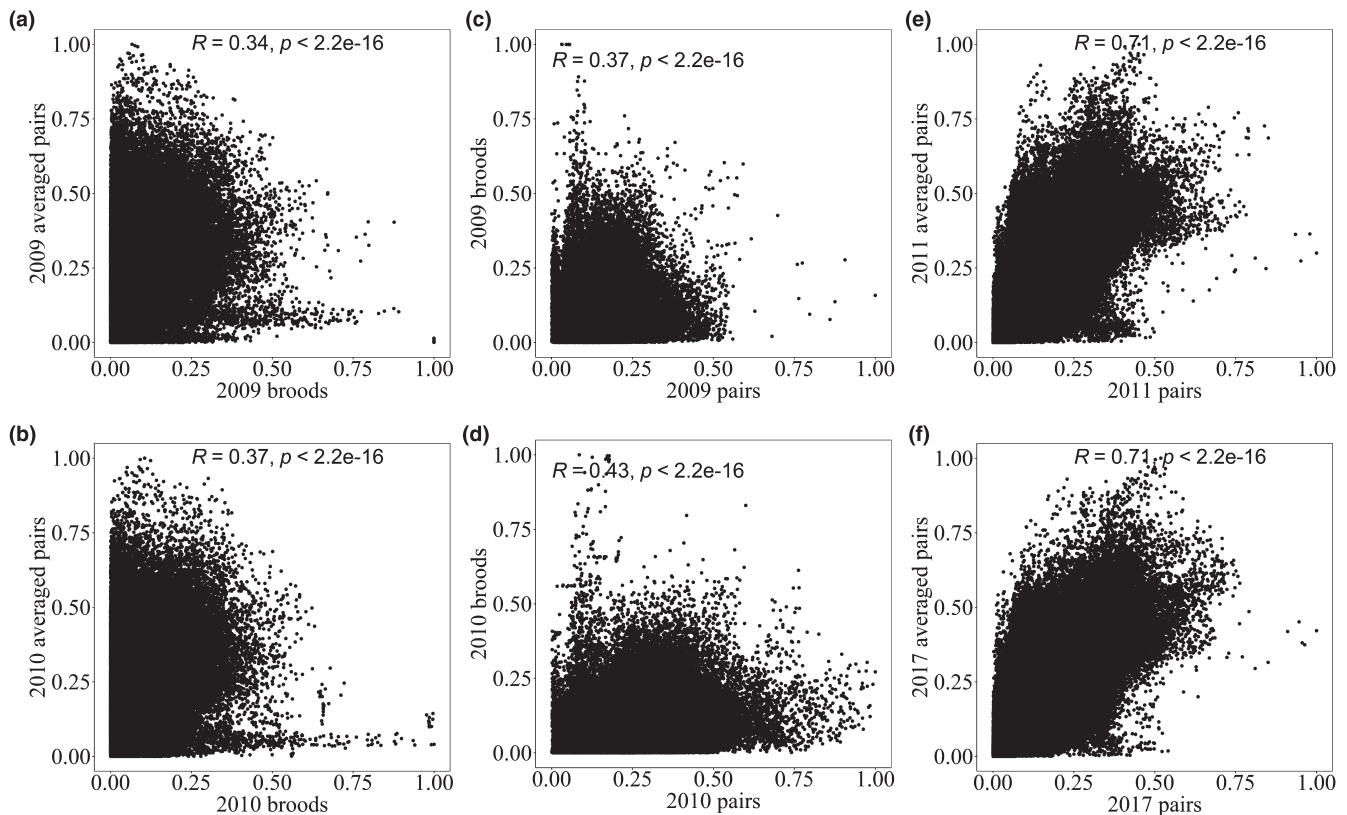 (a)
R = 0.34, p < 2.2e-16
2009 averaged pairs
1.00
0.75
0.50
0.25
0.00
0.00 0.25 0.50 0.75 1.00
2009 broods
(c)
R = 0.37, p < 2.2e-16
2009 broods
1.00
0.75
0.50
0.25
0.00
0.00 0.25 0.50 0.75 1.00
2009 pairs
(e)
R = 0.71, p < 2.2e-16
2011 averaged pairs
1.00
0.75
0.50
0.25
0.00
0.00 0.25 0.50 0.75 1.00
2011 pairs
(b)
R = 0.37, p < 2.2e-16
2010 averaged pairs
1.00
0.75
0.50
0.25
0.00
0.00 0.25 0.50 0.75 1.00
2010 broods
(d)
R = 0.43, p < 2.2e-16
2010 broods
1.00
0.75
0.50
0.25
0.00
0.00 0.25 0.50 0.75 1.00
2010 pairs
(f)
R = 0.71, p < 2.2e-16
2017 averaged pairs
1.00
0.75
0.50
0.25
0.00
0.00 0.25 0.50 0.75 1.00
2017 pairs